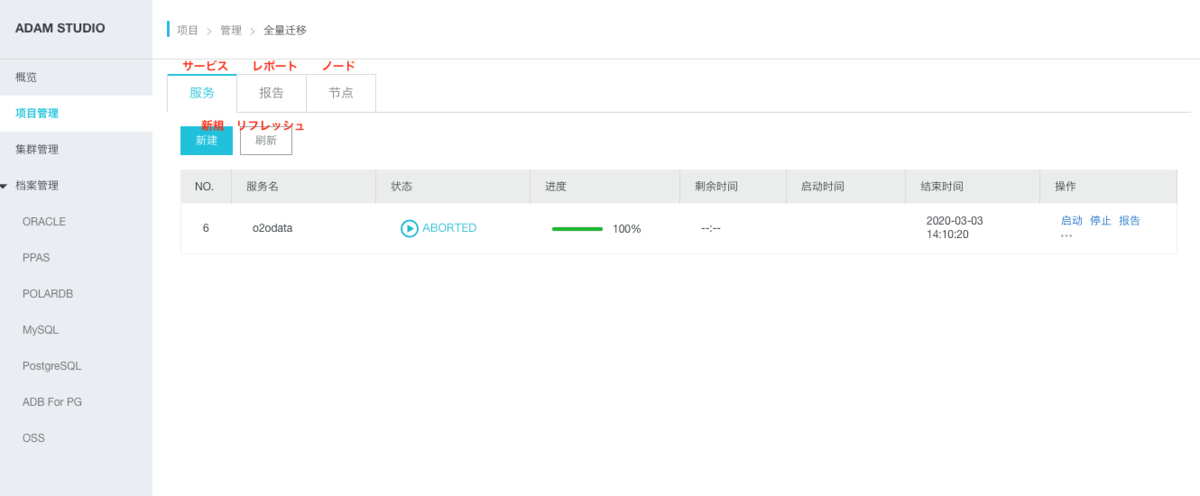 ADAM STUDIO
项目 > 管理 > 全量迁移
概览
项目管理
集群管理
档案管理
ORACLE
PPAS
POLARDB
MySQL
PostgreSQL
ADB For PG
OSS
サービス レポート ノード
服务 报告 节点
新規 リフレッシュ
新建 刷新
NO. 服务名 状态 进度 剩余时间 启动时间 结束时间 操作
6 o2odata ABORTED 100% --:-- 2020-03-03 启动 停止 报告
14:10:20 •••